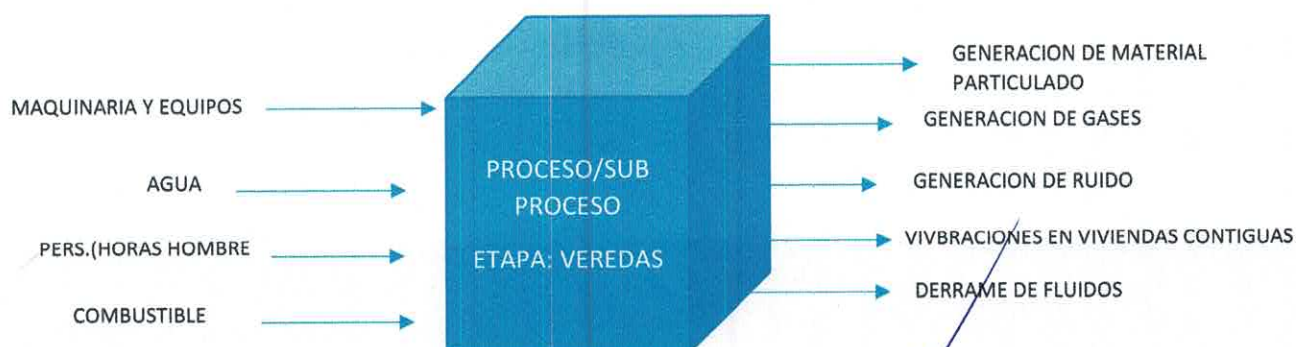 MAQUINARIA Y EQUIPOS
AGUA
PERS.(HORAS HOMBRE
COMBUSTIBLE
PROCESO/SUB
PROCESO
ETAPA: VEREDAS
GENERACION DE MATERIAL
PARTICULADO
GENERACION DE GASES
GENERACION DE RUIDO
VIVBRACIONES EN VIVIENDAS CONTIGUAS
DERRAME DE FLUIDOS